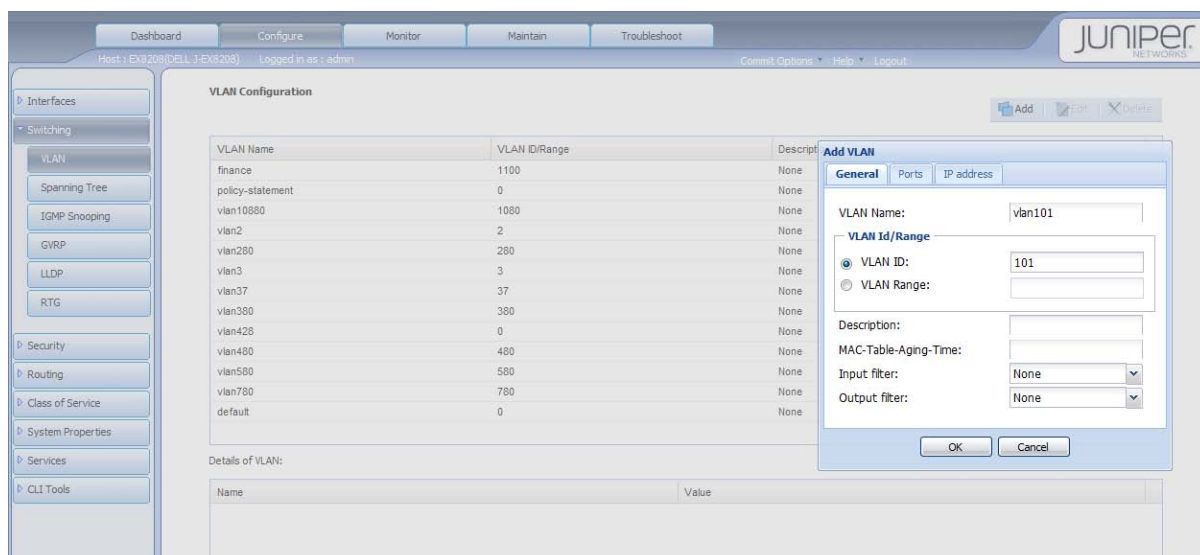 Dashboard
Configure
Monitor
Maintain
Troubleshoot
JUNIPER
NETWORKS
Host : EX8208(DELL J-EX8208) Logged in as : admin
Commit Options Help Logout
Interfaces
Switching
VLAN
Spanning Tree
IGMP Snooping
GVRP
LLDP
RTG
Security
Routing
Class of Service
System Properties
Services
CLI Tools
VLAN Configuration
Add Edit Delete
VLAN Name VLAN ID/Range Descript
finance 1100 None
policy-statement 0 None
vlan10880 1080 None
vlan2 2 None
vlan280 280 None
vlan3 3 None
vlan37 37 None
vlan380 380 None
vlan428 0 None
vlan480 480 None
vlan580 580 None
vlan780 780 None
default 0 None
Details of VLAN:
Name Value
Add VLAN
General Ports IP address
VLAN Name: vlan101
VLAN Id/Range
VLAN ID: 101
VLAN Range:
Description:
MAC-Table-Aging-Time:
Input filter: None
Output filter: None
OK Cancel